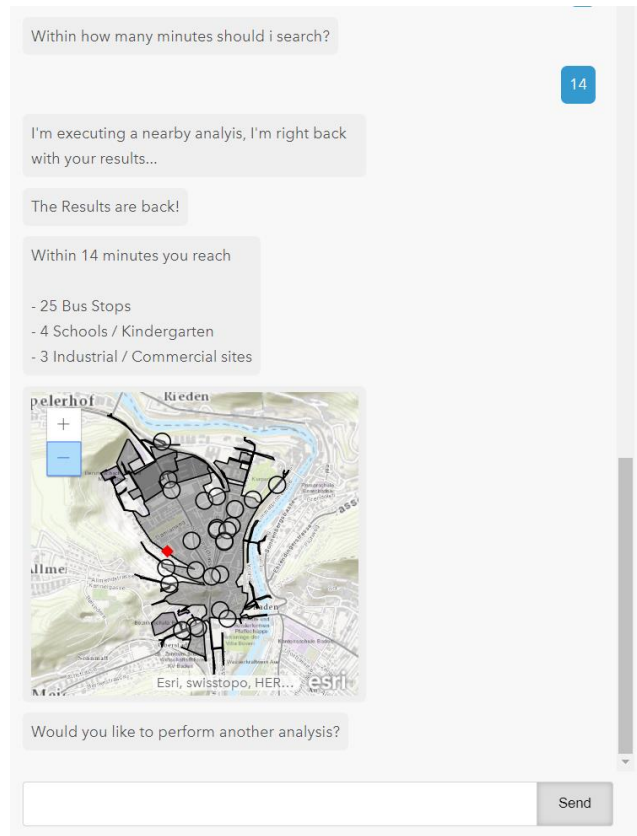 Within how many minutes should i search?
14
I'm executing a nearby analyis, I'm right back
with your results...
The Results are back!
Within 14 minutes you reach
- 25 Bus Stops
- 4 Schools / Kindergarten
- 3 Industrial / Commercial sites
pelerhof
Rieden
+
−
ass
Allme
Esri, swisstopo, HER...
esri
Would you like to perform another analysis?
Send